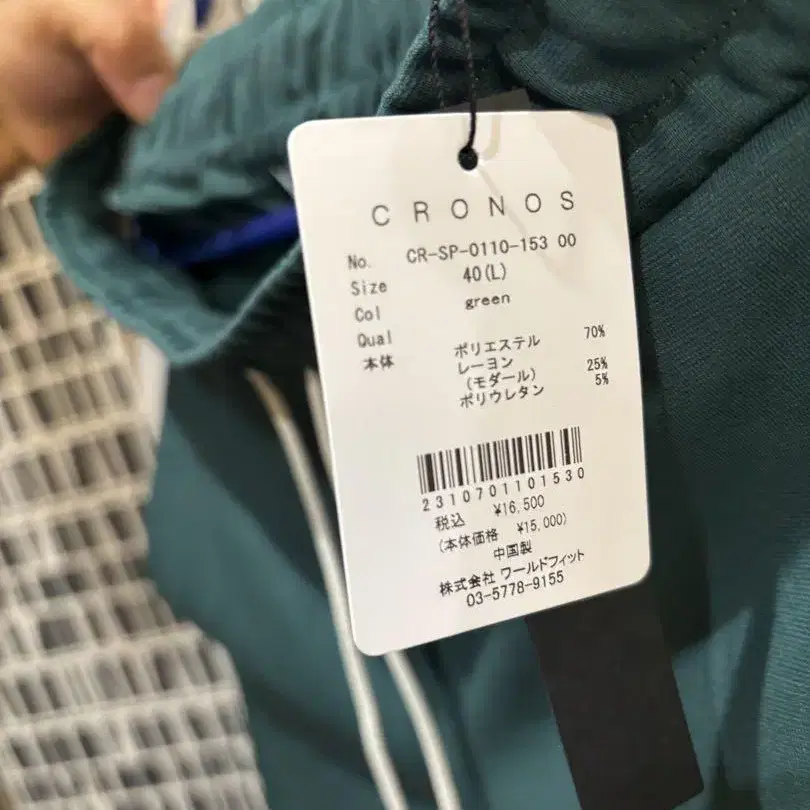 CRONOS
No. CR-SP-0110-153 00
Size 40(L)
Col green
Qual
本体 ポリエステル 70%
レーヨン 25%
(モダール)
ポリウレタン 5%
2310701101530
税込 ¥16,500
(本体価格 ¥15,000)
中国製
株式会社 ワールドフィット
03-5778-9155